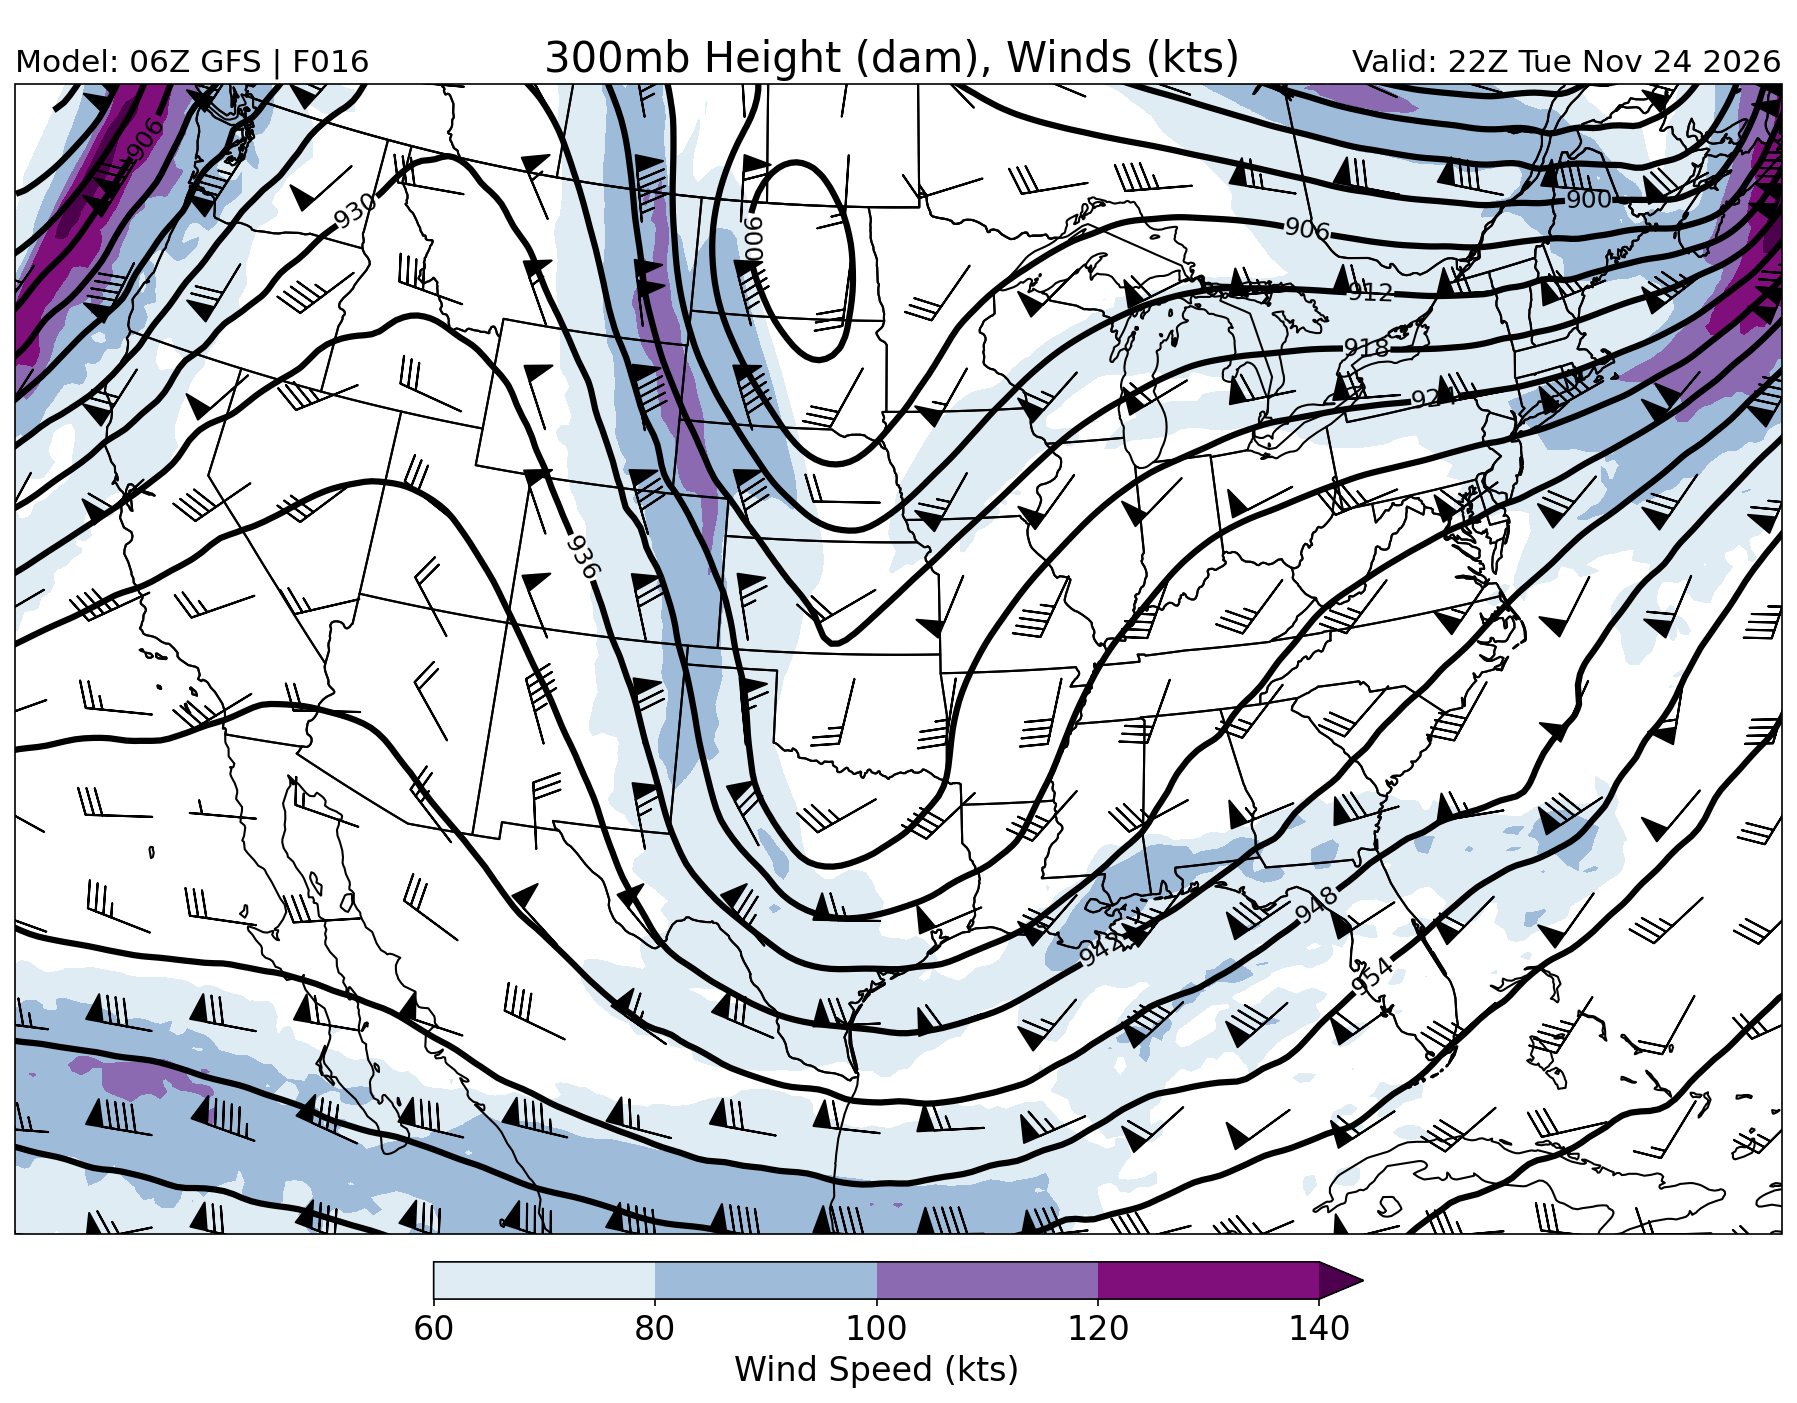 Model: 06Z GFS | F016
300mb Height (dam), Winds (kts)
Valid: 22Z Tue Nov 24 2026
906
930
900
900
906
912
918
924
936
942
948
954
60 80 100 120 140
Wind Speed (kts)